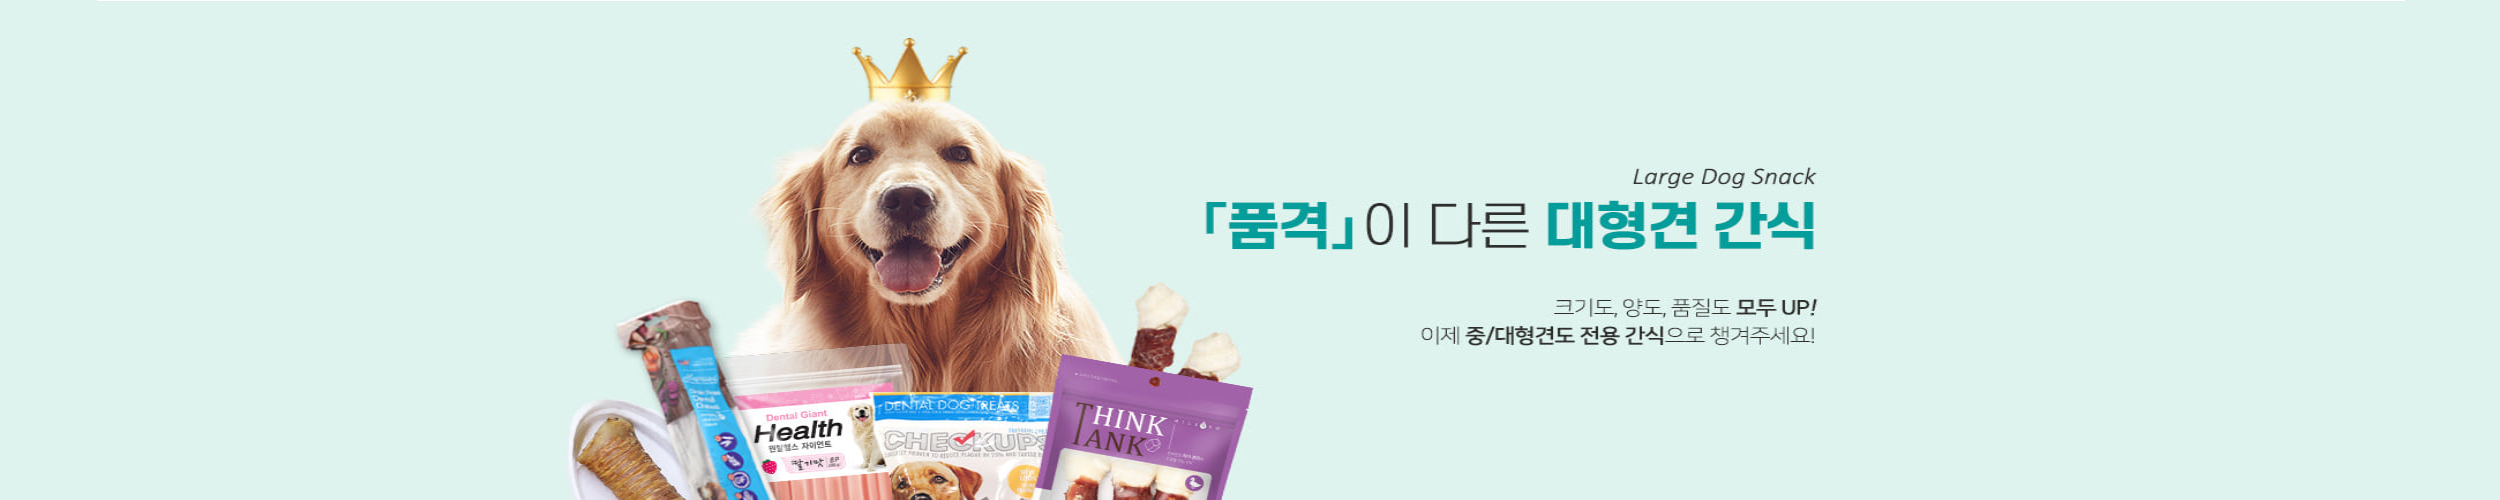 Large Dog Snack
「품격」이 다른 대형견 간식
크기도, 양도, 품질도 모두 UP!
이제 중/대형견도 전용 간식으로 챙겨주세요!
Dental Giant
Health
덴탈헬스 자이언트
딸기맛
DENTAL DOG TREATS
CHECKUPS
THINK
TANK